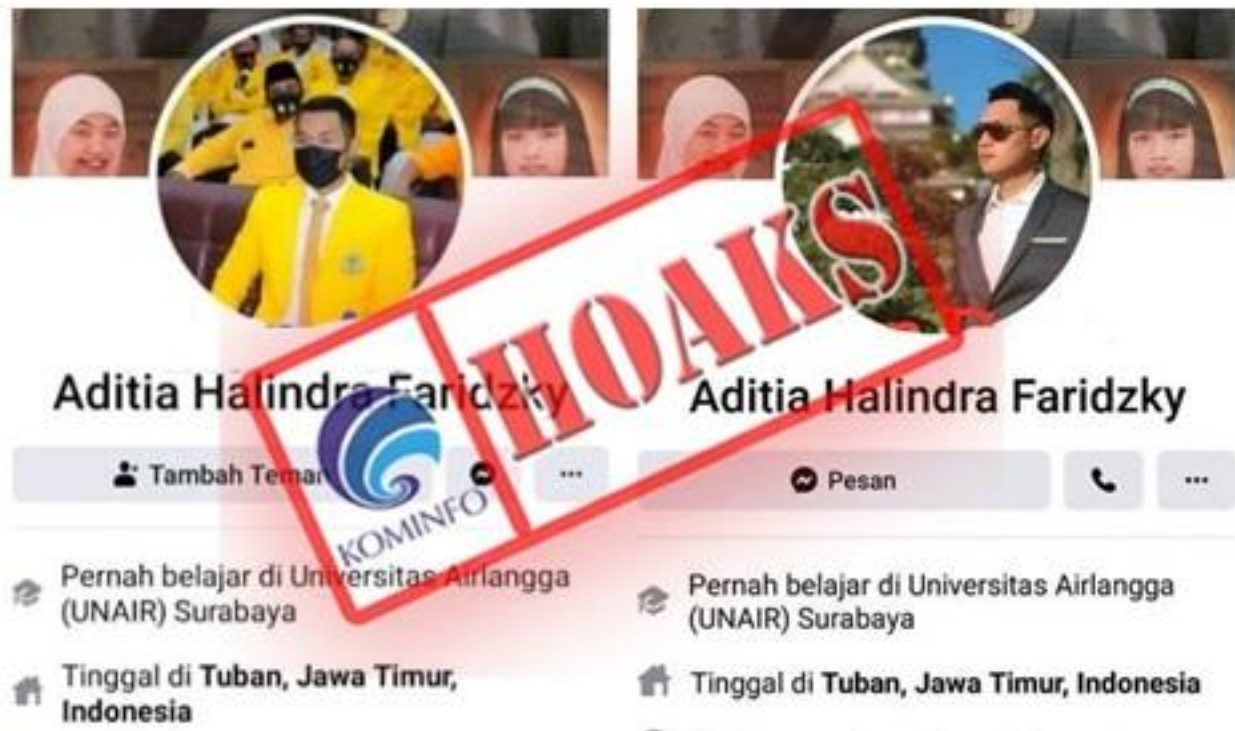 Aditia Halindra Faridzky
Tambah Teman
Pernah belajar di Universitas Airlangga
(UNAIR) Surabaya
Tinggal di Tuban, Jawa Timur,
Indonesia
KOMINFO
HOAKS
Aditia Halindra Faridzky
Pesan
Pernah belajar di Universitas Airlangga
(UNAIR) Surabaya
Tinggal di Tuban, Jawa Timur, Indonesia